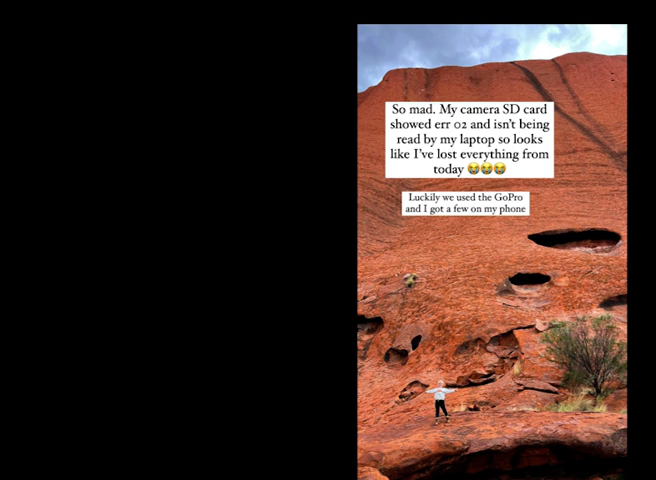 So mad. My camera SD card
showed err 02 and isn't being
read by my laptop so looks
like I've lost everything from
today 😭😭😭
Luckily we used the GoPro
and I got a few on my phone